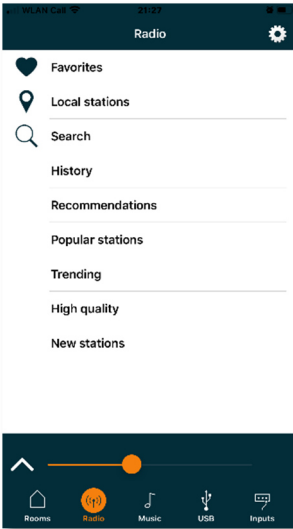 WLAN Call 21:27
Radio
Favorites
Local stations
Search
History
Recommendations
Popular stations
Trending
High quality
New stations
Rooms Radio Music USB Inputs